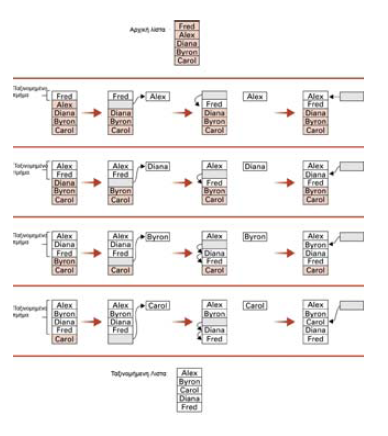 Αρχική λίστα
Fred
Alex
Diana
Byron
Carol
Ταξινομημένο τμήμα
Fred
Alex
Diana
Byron
Carol
Fred
Diana
Byron
Carol
Alex
Fred
Diana
Byron
Carol
Alex
Alex
Fred
Diana
Byron
Carol
Ταξινομημένο τμήμα
Alex
Fred
Diana
Byron
Carol
Alex
Fred
Byron
Carol
Diana
Alex
Fred
Byron
Carol
Diana
Alex
Diana
Fred
Byron
Carol
Ταξινομημένο τμήμα
Alex
Diana
Fred
Byron
Carol
Alex
Diana
Fred
Carol
Byron
Alex
Diana
Fred
Carol
Byron
Alex
Byron
Diana
Fred
Carol
Ταξινομημένο τμήμα
Alex
Byron
Diana
Fred
Carol
Alex
Byron
Diana
Fred
Carol
Alex
Byron
Diana
Fred
Carol
Alex
Byron
Carol
Diana
Fred
Ταξινομημένη λίστα
Alex
Byron
Carol
Diana
Fred